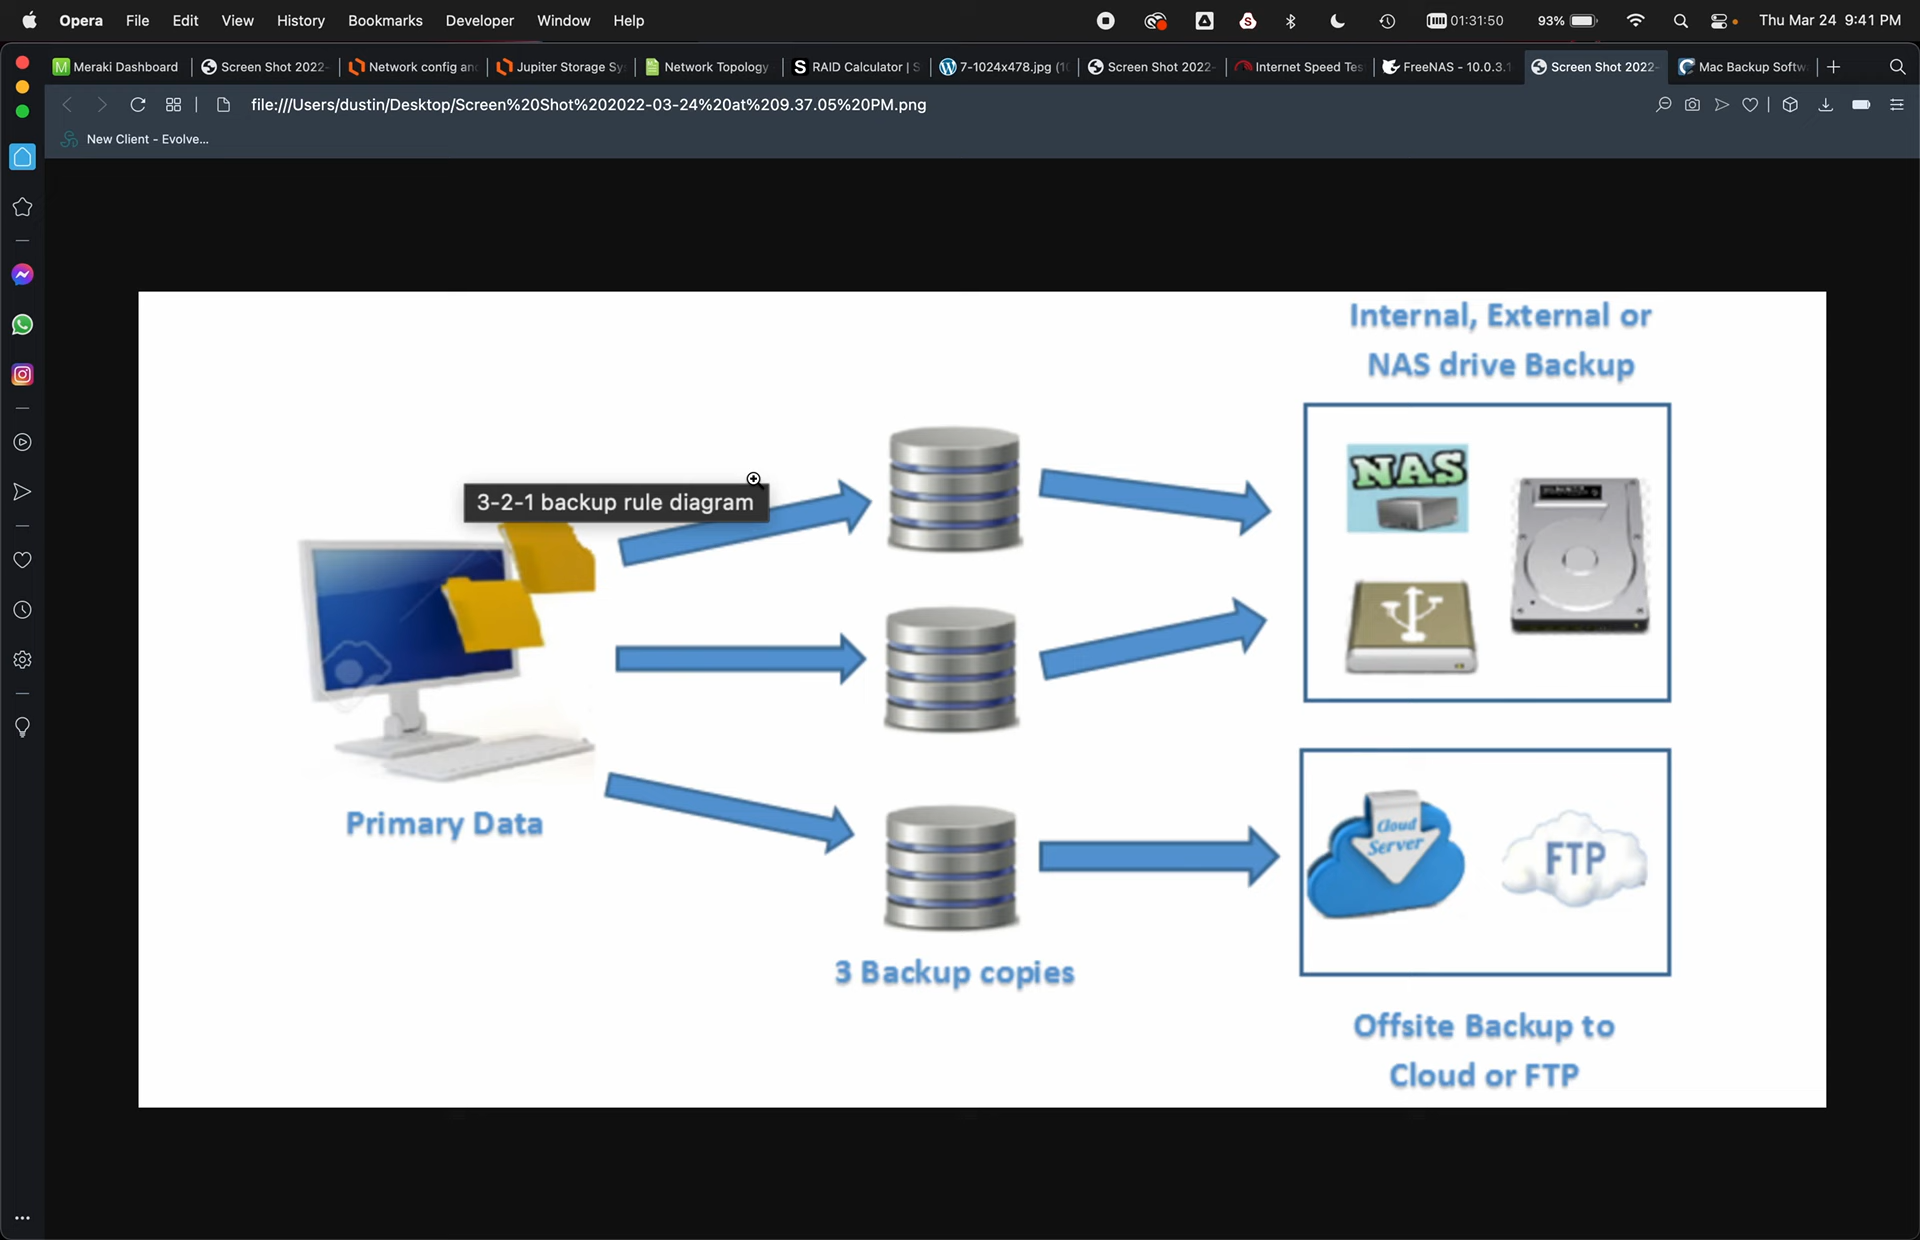 Opera File Edit View History Bookmarks Developer Window Help 01:31:50 93% Thu Mar 24 9:41 PM
Meraki Dashboard Screen Shot 2022- Network config an Jupiter Storage Sy Network Topology RAID Calculator | S 7-1024x478.jpg (1 Screen Shot 2022- Internet Speed Tes FreeNAS - 10.0.3.1 Screen Shot 2022- Mac Backup Softw
file:///Users/dustin/Desktop/Screen%20Shot%202022-03-24%20at%209.37.05%20PM.png
New Client - Evolve...
Internal, External or
NAS drive Backup
NAS
3-2-1 backup rule diagram
Primary Data
Cloud
Server
FTP
3 Backup copies
Offsite Backup to
Cloud or FTP